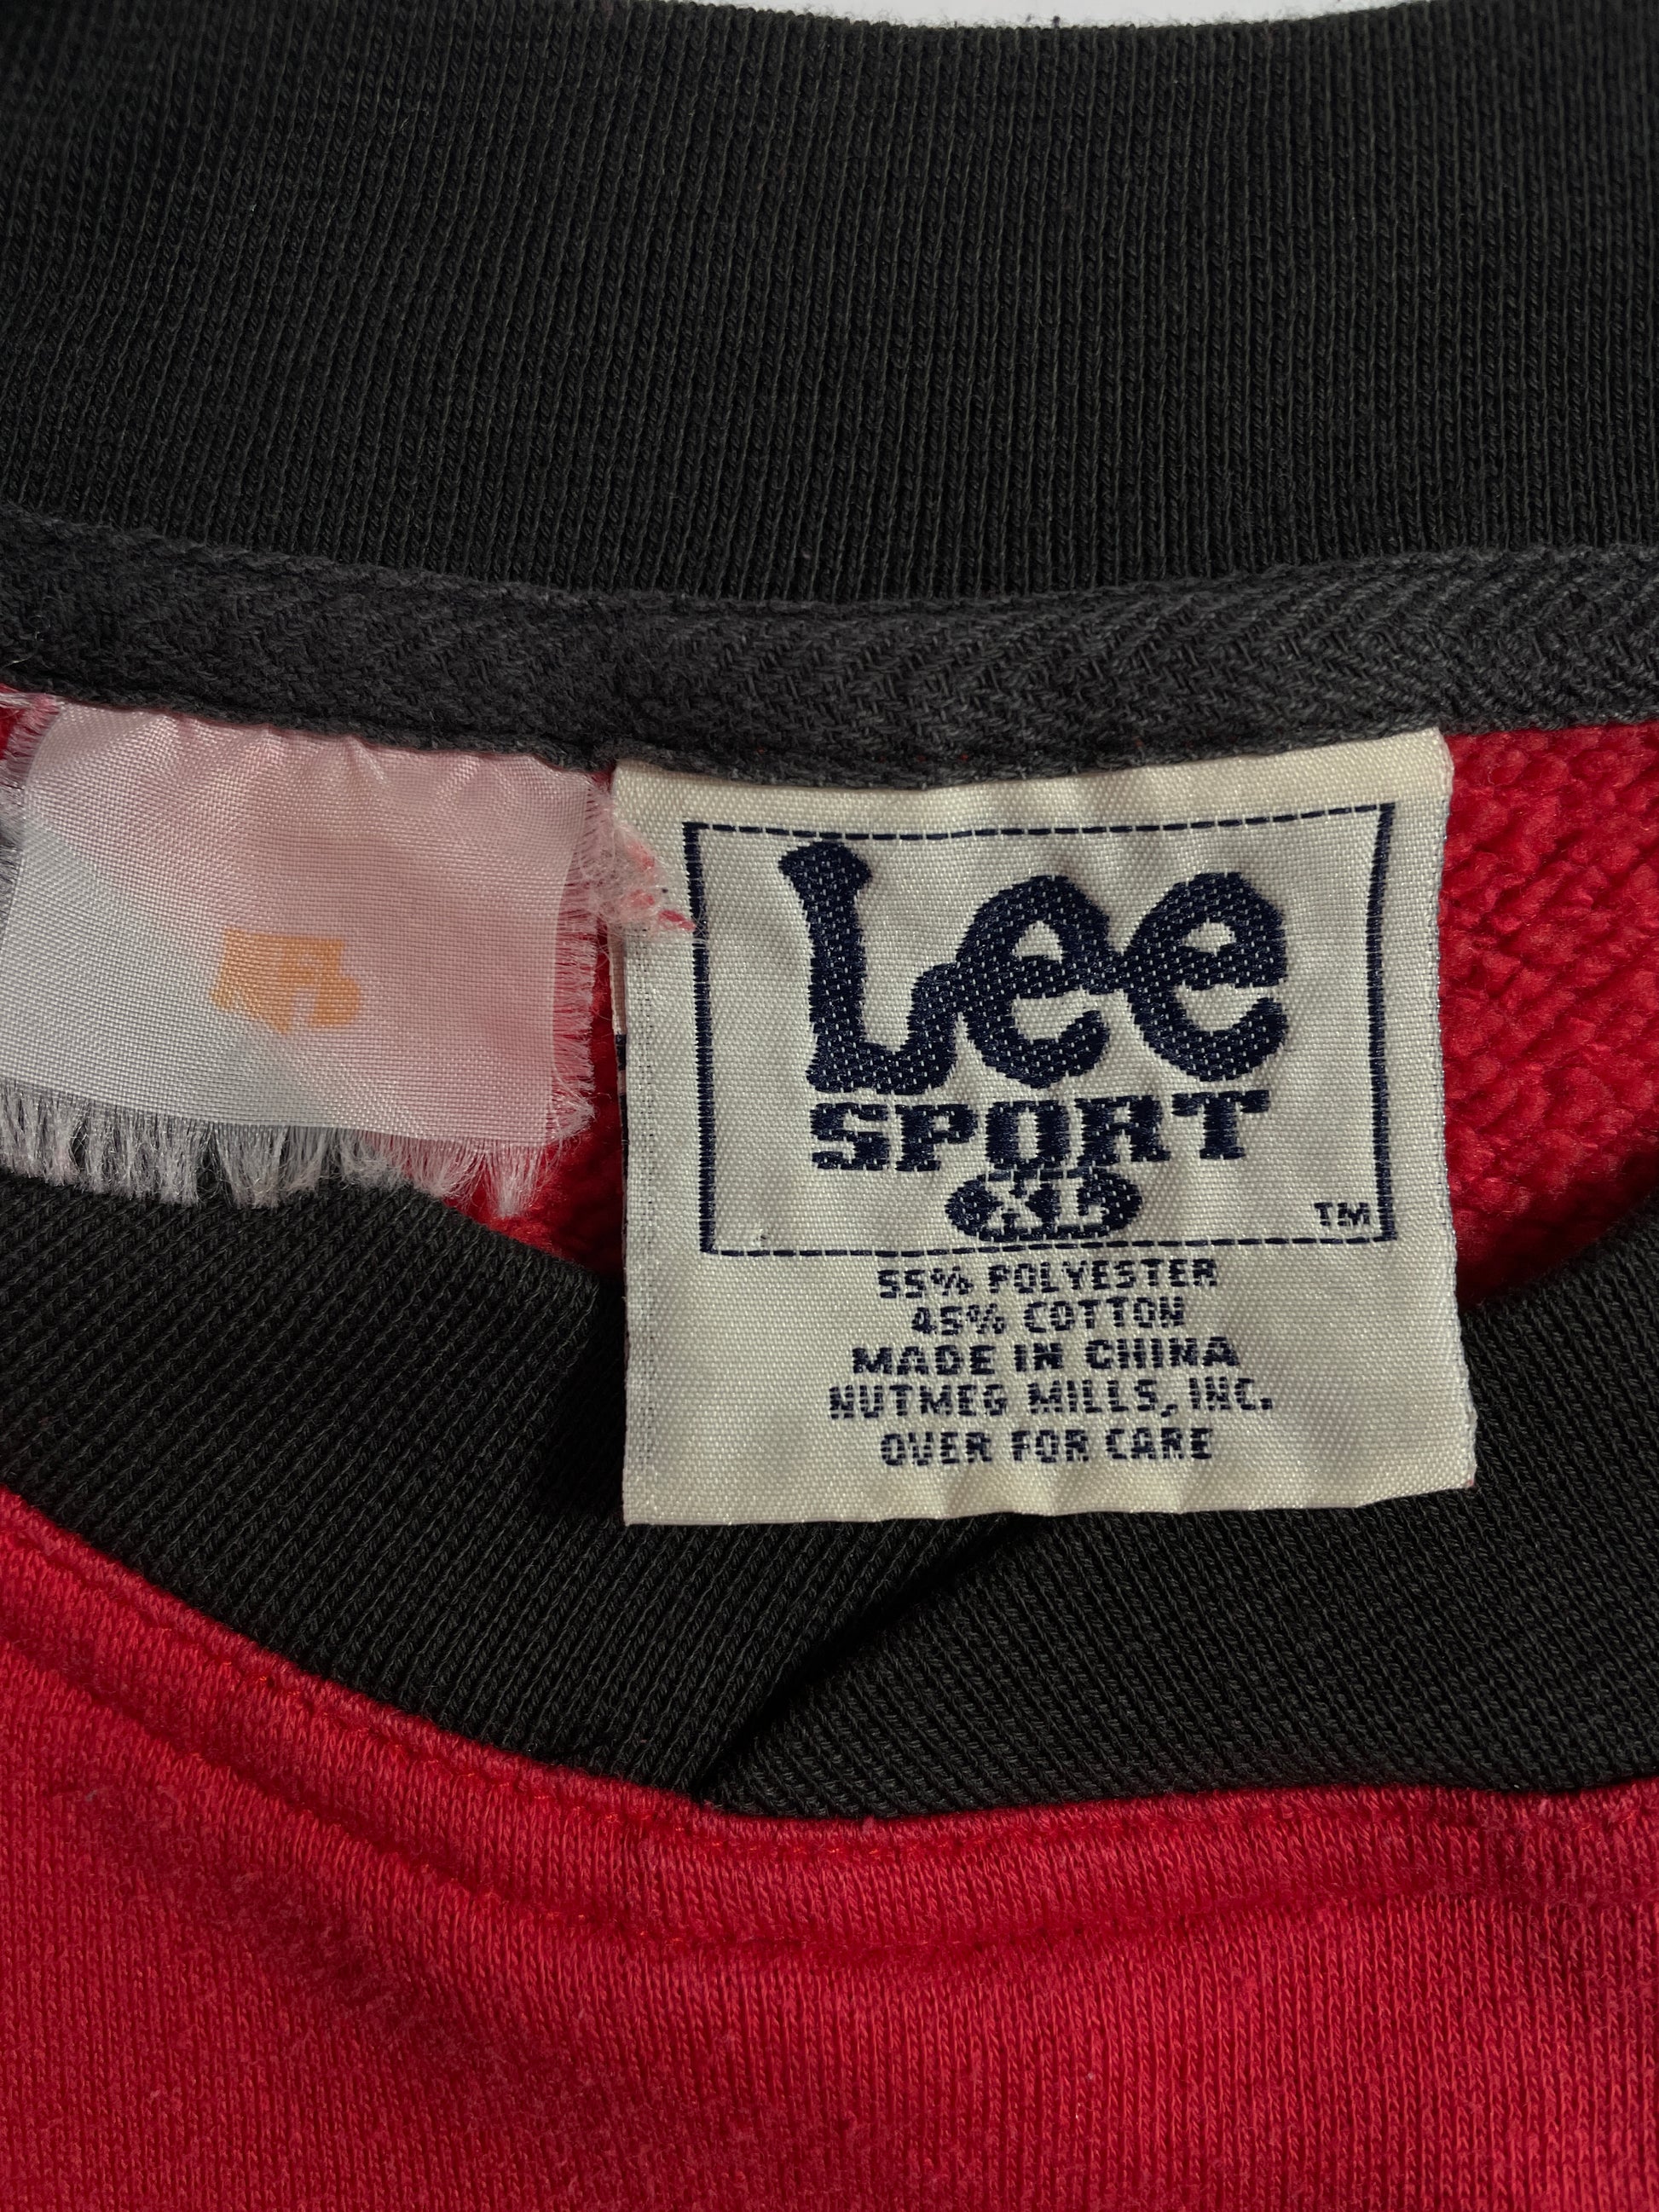 Lee
SPORT
XL
TM
55% POLYESTER
45% COTTON
MADE IN CHINA
NUTMEG MILLS, INC.
OVER FOR CARE